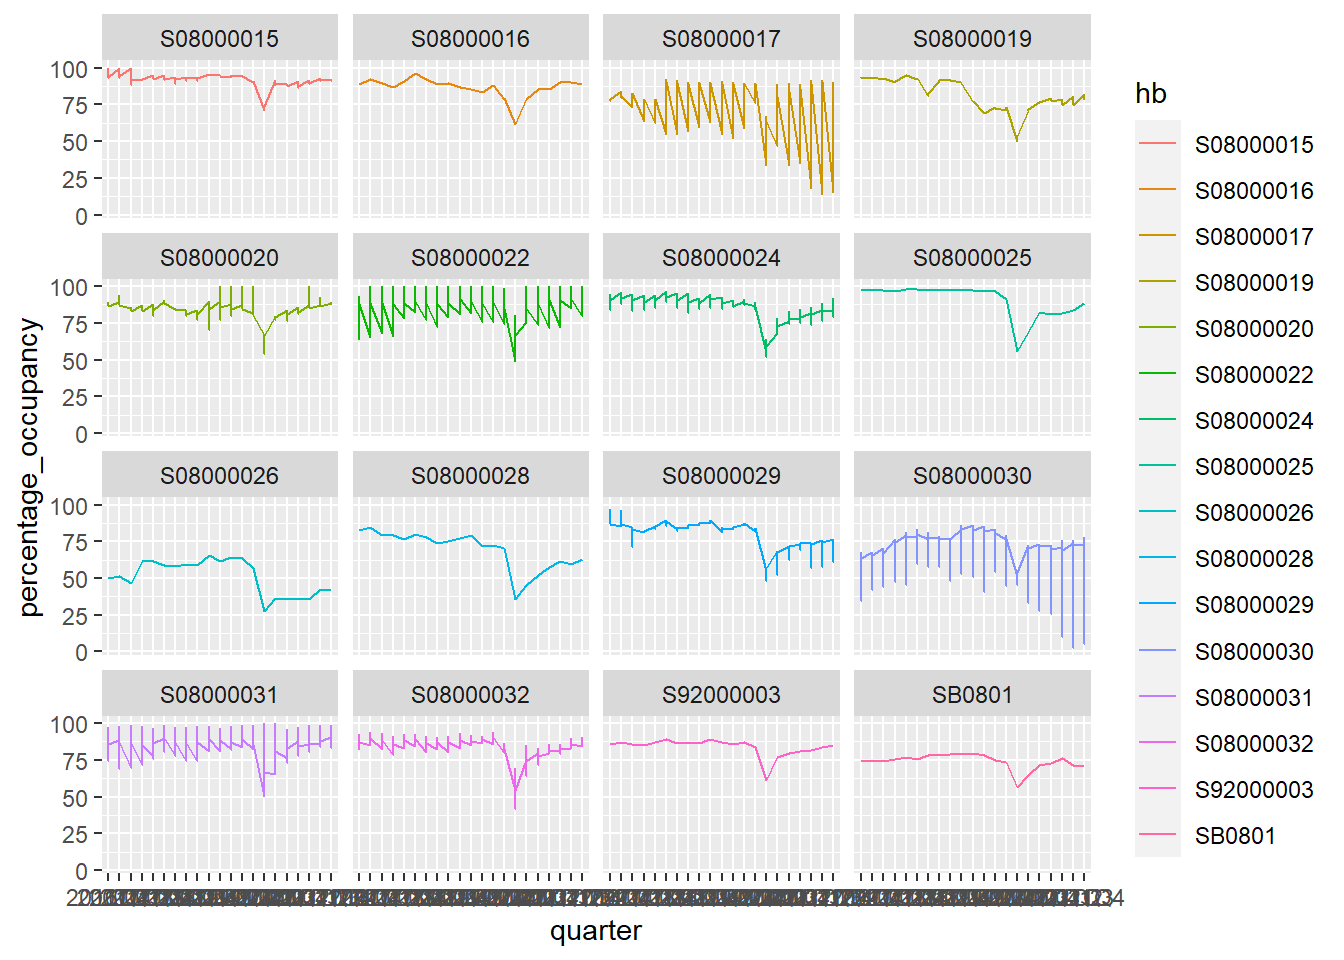 S08000015 S08000016 S08000017 S08000019
100
75
50
25
0
S08000020 S08000022 S08000024 S08000025
100
75
50
25
0
S08000026 S08000028 S08000029 S08000030
100
75
50
25
0
S08000031 S08000032 S92000003 SB0801
100
75
50
25
0
percentage_occupancy
quarter
hb
S08000015
S08000016
S08000017
S08000019
S08000020
S08000022
S08000024
S08000025
S08000026
S08000028
S08000029
S08000030
S08000031
S08000032
S92000003
SB0801